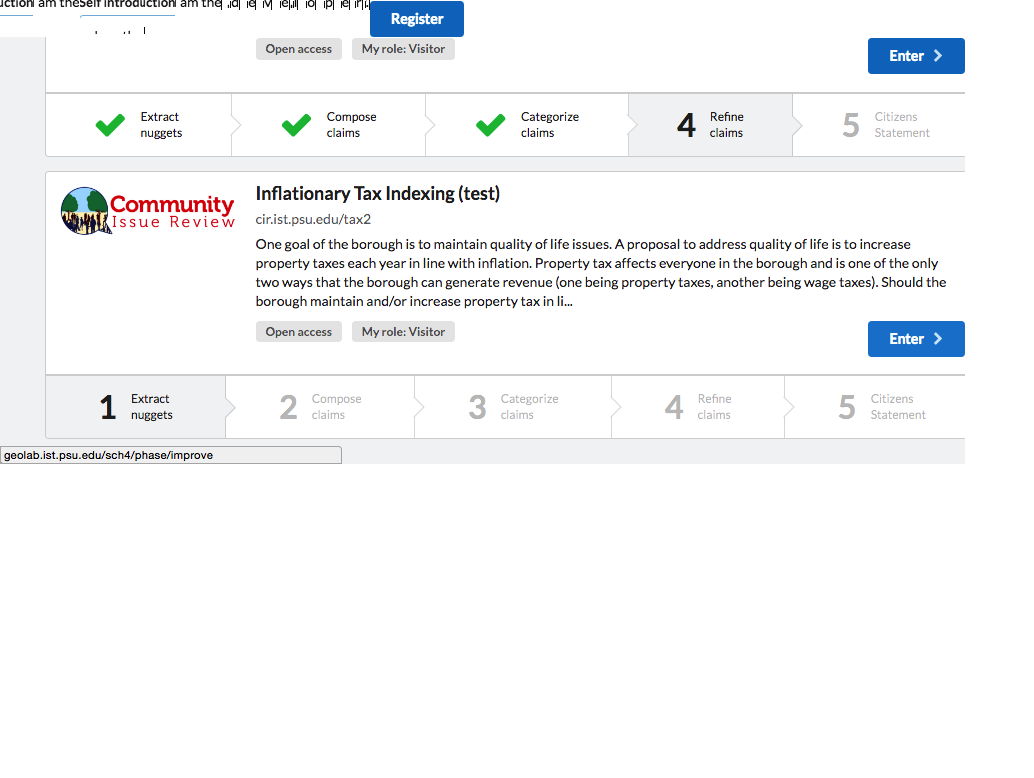 uction am theSelf Introduction am the
Register
Open access My role: Visitor
Enter
Extract nuggets
Compose claims
Categorize claims
4 Refine claims
5 Citizens Statement
Community
Issue Review
Inflationary Tax Indexing (test)
cir.ist.psu.edu/tax2
One goal of the borough is to maintain quality of life issues. A proposal to address quality of life is to increase
property taxes each year in line with inflation. Property tax affects everyone in the borough and is one of the only
two ways that the borough can generate revenue (one being property taxes, another being wage taxes). Should the
borough maintain and/or increase property tax in li...
Open access My role: Visitor
Enter
1 Extract nuggets
2 Compose claims
3 Categorize claims
4 Refine claims
5 Citizens Statement
geolab.ist.psu.edu/sch4/phase/improve